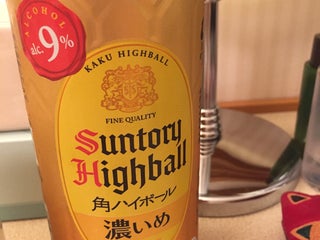 ALCOHOL
alc.9%
KAKU HIGHBALL
FINE QUALITY
Suntory
Highball
角ハイボール
濃いめ